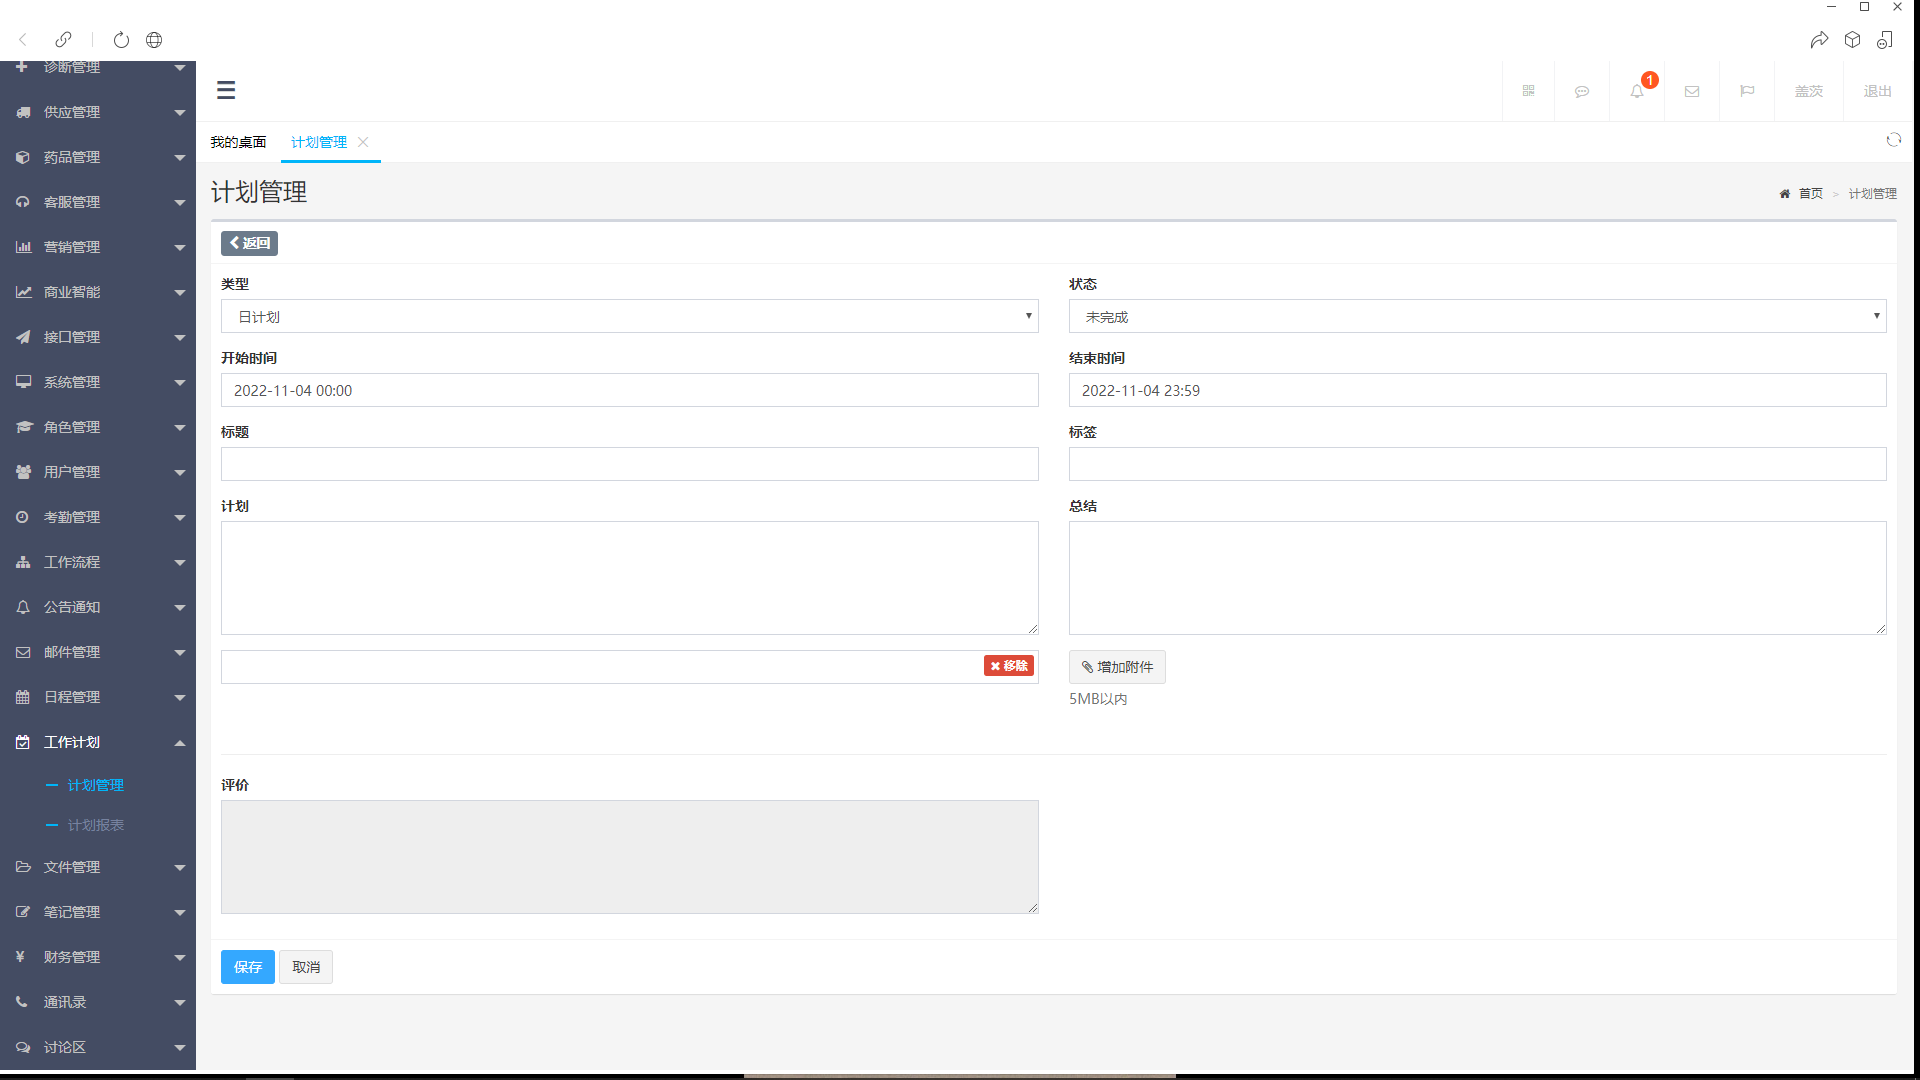 诊断管理
供应管理
药品管理
客服管理
营销管理
商业智能
接口管理
系统管理
角色管理
用户管理
考勤管理
工作流程
公告通知
邮件管理
日程管理
工作计划
计划管理
计划报表
文件管理
笔记管理
¥ 财务管理
通讯录
讨论区
1
盖茨
退出
我的桌面
计划管理
计划管理
首页 > 计划管理
返回
类型
日计划
状态
未完成
开始时间
2022-11-04 00:00
结束时间
2022-11-04 23:59
标题
标签
计划
总结
移除
增加附件
5MB以内
评价
保存
取消